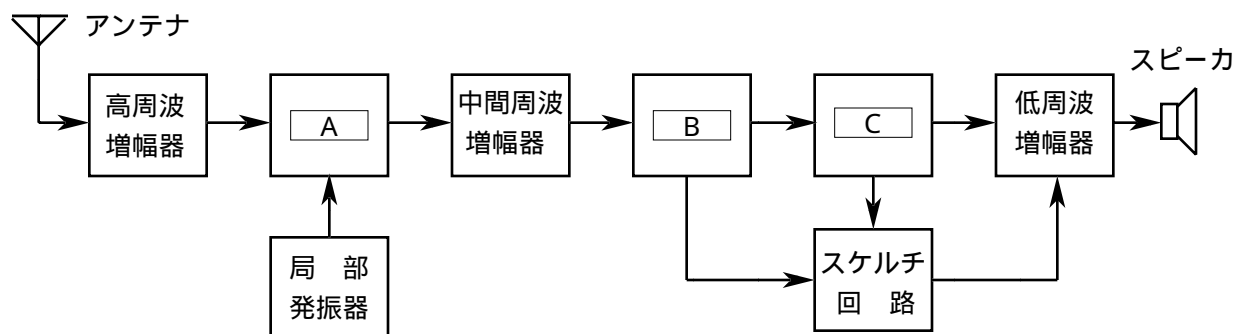 アンテナ
スピーカ
高周波
増幅器
A
中間周波
増幅器
B
C
低周波
増幅器
局 部
発振器
スケルチ
回 路